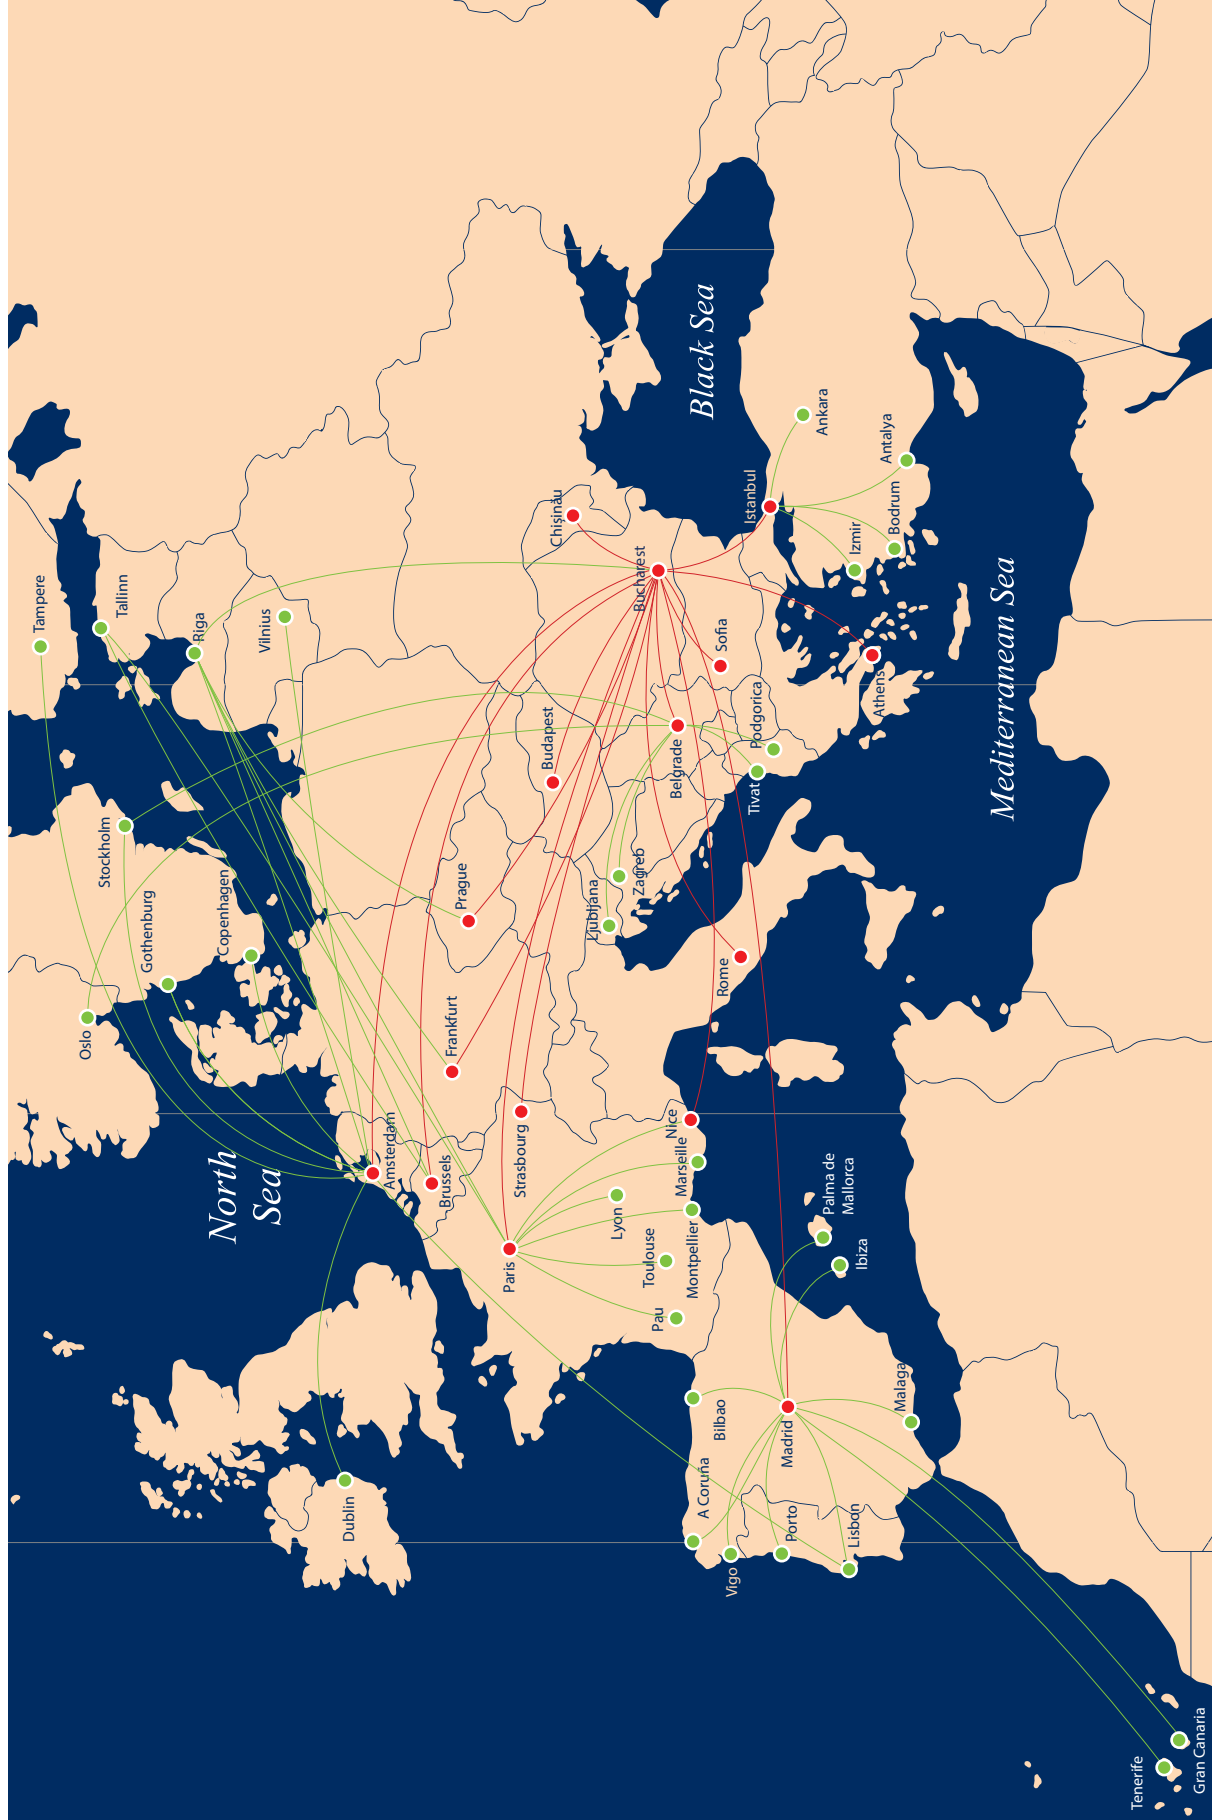 Tampere
Tallinn
Riga
Vilnius
Stockholm
Gothenburg
Copenhagen
Oslo
North
Sea
Dublin
Amsterdam
Brussels
Frankfurt
Prague
Strasbourg
Paris
Budapest
Chișinău
Bucharest
Ljubljana
Zagreb
Belgrade
Sofia
Podgorica
Tivat
Black Sea
Istanbul
Ankara
Izmir
Bodrum
Antalya
Athens
Mediterranean Sea
Rome
Nice
Marseille
Lyon
Montpellier
Toulouse
Pau
Palma de
Mallorca
Ibiza
Bilbao
Madrid
Malaga
A Coruña
Vigo
Porto
Lisbon
Tenerife
Gran Canaria